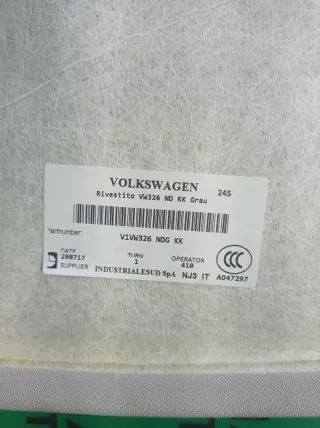 VOLKSWAGEN 245
Rivestito VW326 ND KK Grau
Partnumber
V1VW326 NDG KK
DATE TURN OPERATOR
200717 1 410
SUPPLIER INDUSTRIALESUD SpA NJ3 IT A047297
CCC